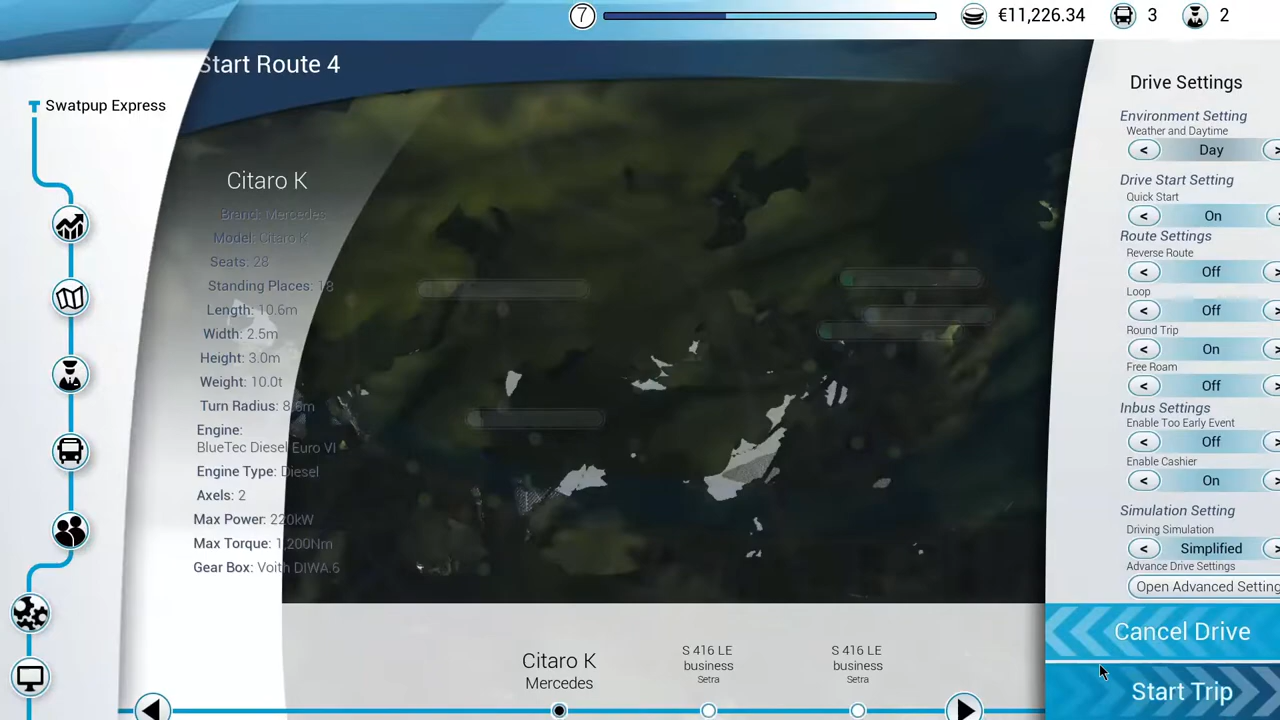 7
€11,226.34
3
2
Start Route 4
Swatpup Express
Citaro K
Brand: Mercedes
Model: Citaro K
Seats: 28
Standing Places: 18
Length: 10.6m
Width: 2.5m
Height: 3.0m
Weight: 10.0t
Turn Radius: 8.6m
Engine:
BlueTec Diesel Euro VI
Engine Type: Diesel
Axels: 2
Max Power: 220kW
Max Torque: 1,200Nm
Gear Box: Voith DIWA.6
Drive Settings
Environment Setting
Weather and Daytime
< Day >
Drive Start Setting
Quick Start
< On >
Route Settings
Reverse Route
< Off >
Loop
< Off >
Round Trip
< On >
Free Roam
< Off >
Inbus Settings
Enable Too Early Event
< Off >
Enable Cashier
< On >
Simulation Setting
Driving Simulation
< Simplified >
Advance Drive Settings
Open Advanced Setting
Cancel Drive
Start Trip
Citaro K
Mercedes
S 416 LE
business
Setra
S 416 LE
business
Setra